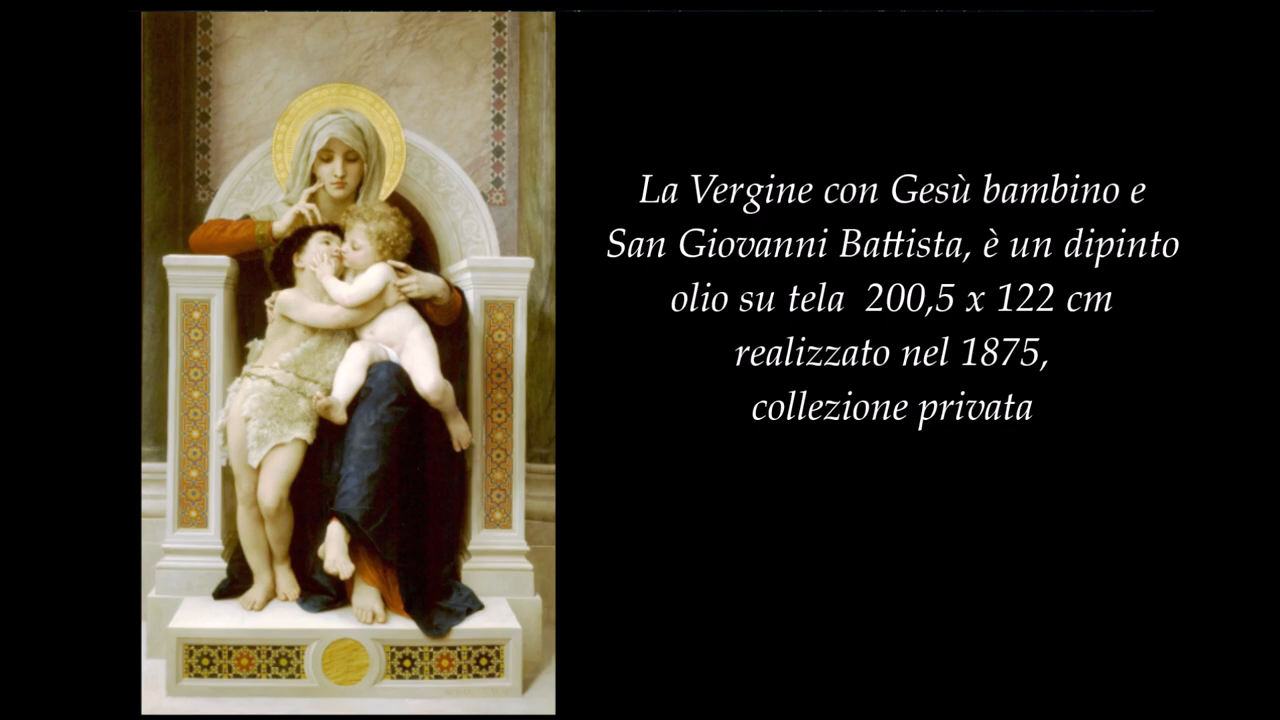 La Vergine con Gesù bambino e
San Giovanni Battista, è un dipinto
olio su tela  200,5 x 122 cm
realizzato nel 1875,
collezione privata